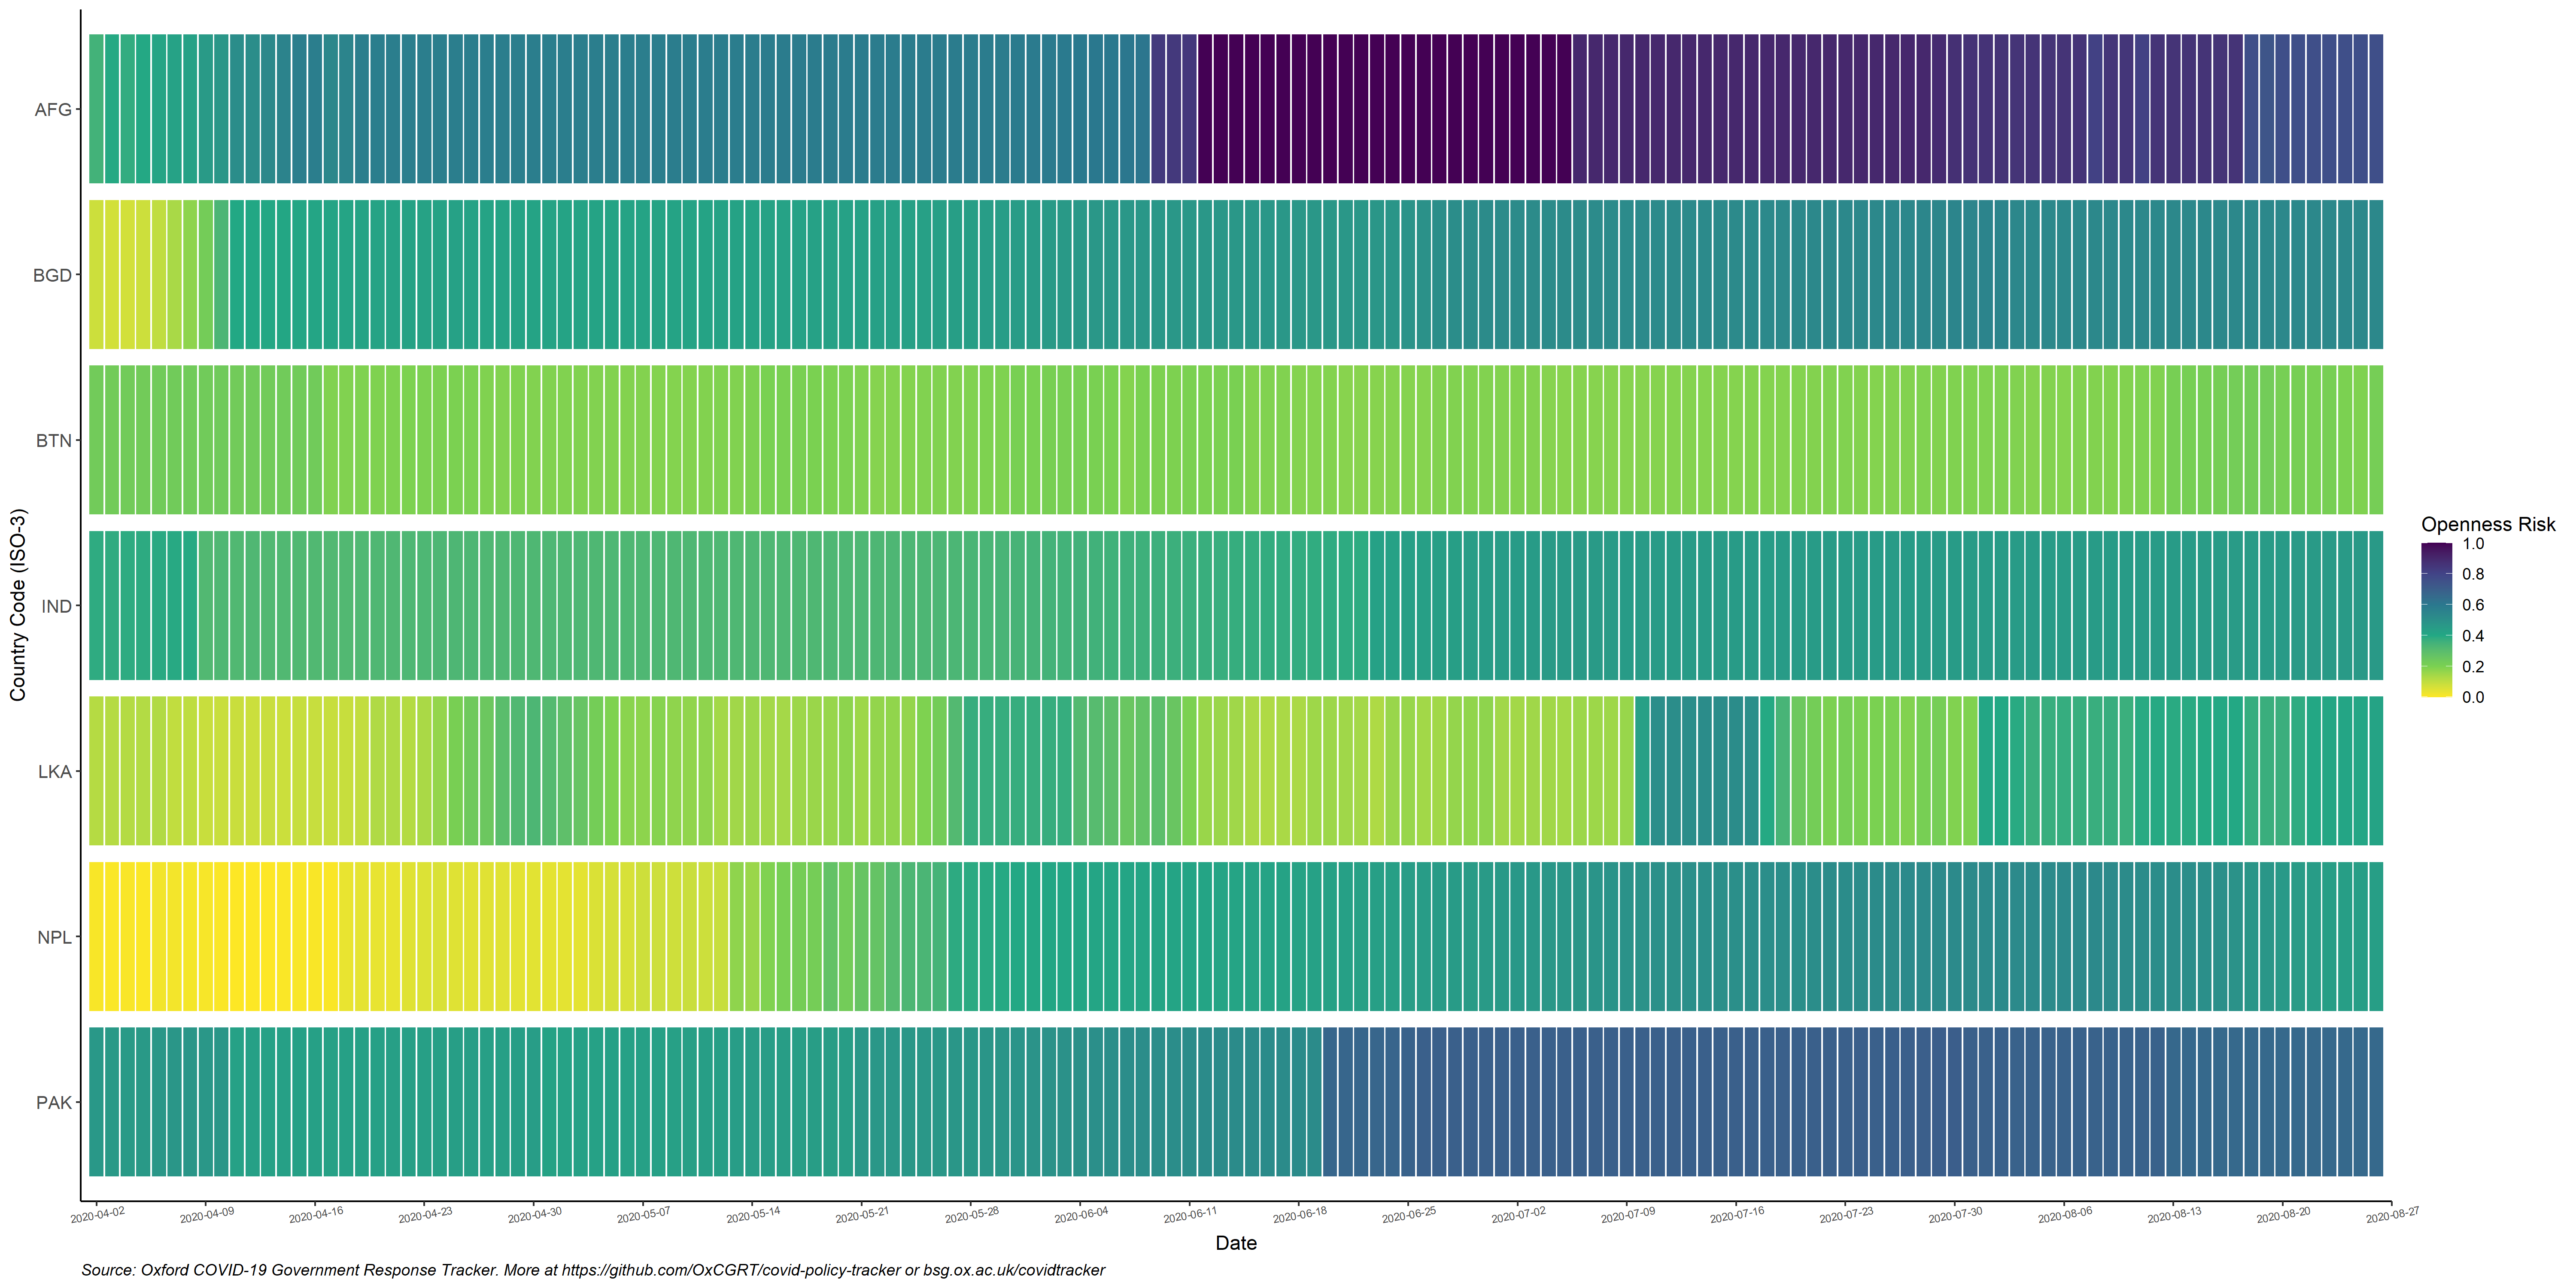 AFG
BGD
BTN
IND
LKA
NPL
PAK
Country Code (ISO-3)
2020-04-02 2020-04-09 2020-04-16 2020-04-23 2020-04-30 2020-05-07 2020-05-14 2020-05-21 2020-05-28 2020-06-04 2020-06-11 2020-06-18 2020-06-25 2020-07-02 2020-07-09 2020-07-16 2020-07-23 2020-07-30 2020-08-06 2020-08-13 2020-08-20 2020-08-27
Date
Openness Risk
1.0
0.8
0.6
0.4
0.2
0.0
Source: Oxford COVID-19 Government Response Tracker. More at https://github.com/OxCGRT/covid-policy-tracker or bsg.ox.ac.uk/covidtracker